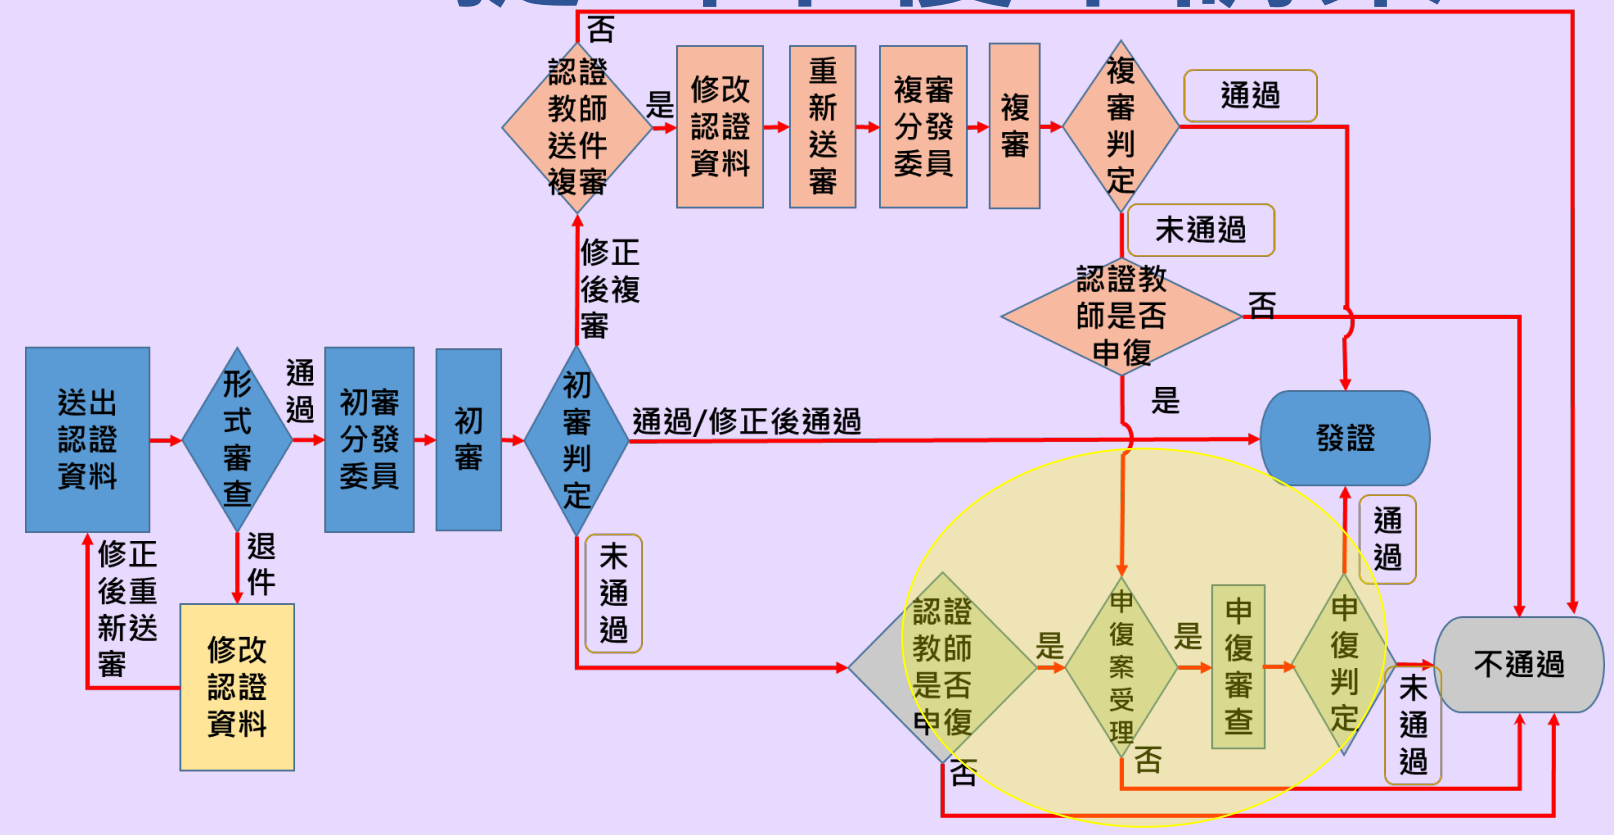 否
認證
教師
送件
複審
是
修改
認證
資料
重
新
送
審
複審
分發
委員
複
審
複
審
判
定
通過
未通過
認證教
師是否
申復
否
是
修正
後複
審
送出
認證
資料
形
式
審
查
通
過
初審
分發
委員
初
審
初
審
判
定
通過/修正後通過
發證
退
件
修正
後重
新送
審
修改
認證
資料
未
通
過
認證
教師
是否
申復
是
否
申
復
案
受
理
是
否
申
復
審
查
申
復
判
定
通
過
未
通
過
不通過